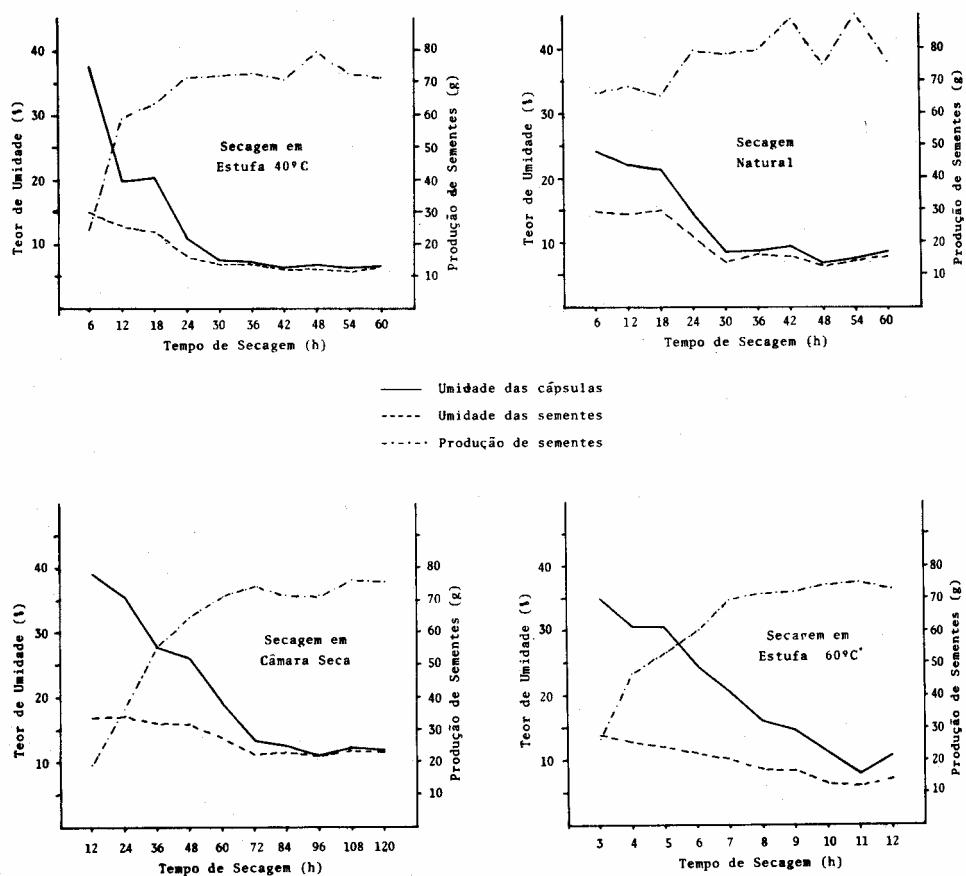 40
30
20
10
Teor de Umidade (%)
80
70
60
50
40
30
20
10
Produção de Sementes (g)
Secagem em
Estufa 40ºC
6 12 18 24 30 36 42 48 54 60
Tempo de Secagem (h)
40
30
20
10
Teor de Umidade (%)
80
70
60
50
40
30
20
10
Produção de Sementes (g)
Secagem
Natural
6 12 18 24 30 36 42 48 54 60
Tempo de Secagem (h)
Umidade das cápsulas
Umidade das sementes
Produção de sementes
40
30
20
10
Teor de Umidade (%)
80
70
60
50
40
30
20
10
Produção de Sementes (g)
Secagem em
Câmara Seca
12 24 36 48 60 72 84 96 108 120
Tempo de Secagem (h)
40
30
20
10
Teor de Umidade (%)
80
70
60
50
40
30
20
10
Produção de Sementes (g)
Secagem em
Estufa 60ºC
3 4 5 6 7 8 9 10 11 12
Tempo de Secagem (h)